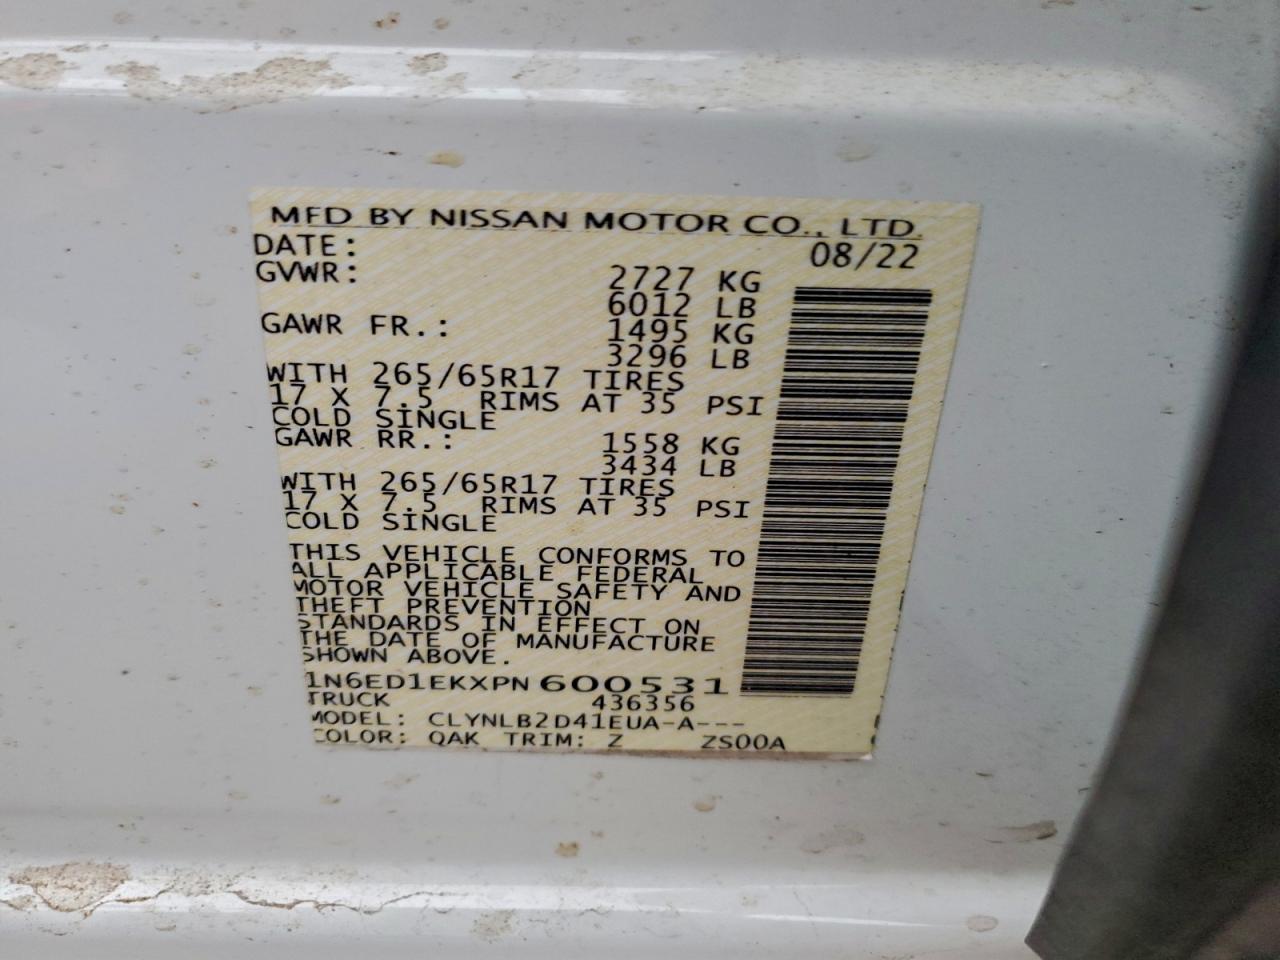 MFD BY NISSAN MOTOR CO., LTD.
DATE: 08/22
GVWR: 2727 KG
6012 LB
GAWR FR.: 1495 KG
3296 LB
WITH 265/65R17 TIRES
17 X 7.5 RIMS AT 35 PSI
COLD SINGLE
GAWR RR.: 1558 KG
3434 LB
WITH 265/65R17 TIRES
17 X 7.5 RIMS AT 35 PSI
COLD SINGLE
THIS VEHICLE CONFORMS TO
ALL APPLICABLE FEDERAL
MOTOR VEHICLE SAFETY AND
THEFT PREVENTION
STANDARDS IN EFFECT ON
THE DATE OF MANUFACTURE
SHOWN ABOVE.
1N6ED1EKXPN600531
TRUCK 436356
MODEL: CLYNLB2D41EUA-A---
COLOR: QAK TRIM: Z ZS00A